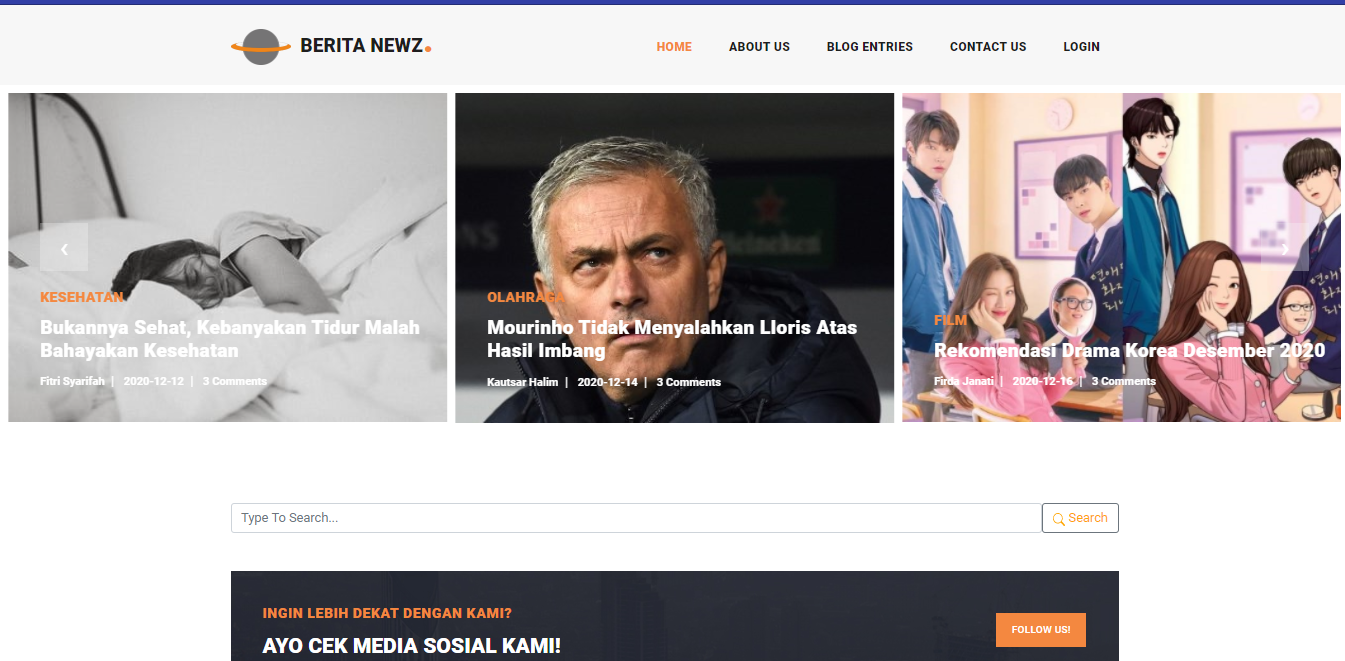 BERITA NEWZ.
HOME ABOUT US BLOG ENTRIES CONTACT US LOGIN
Heineken
KESEHATAN
Bukannya Sehat, Kebanyakan Tidur Malah
Bahayakan Kesehatan
Fitri Syarifah | 2020-12-12 | 3 Comments
OLAHRAGA
Mourinho Tidak Menyalahkan Lloris Atas
Hasil Imbang
Kautsar Halim | 2020-12-14 | 3 Comments
FILM
Rekomendasi Drama Korea Desember 2020
Firda Janati | 2020-12-16 | 3 Comments
Type To Search...
Search
INGIN LEBIH DEKAT DENGAN KAMI?
AYO CEK MEDIA SOSIAL KAMI!
FOLLOW US!